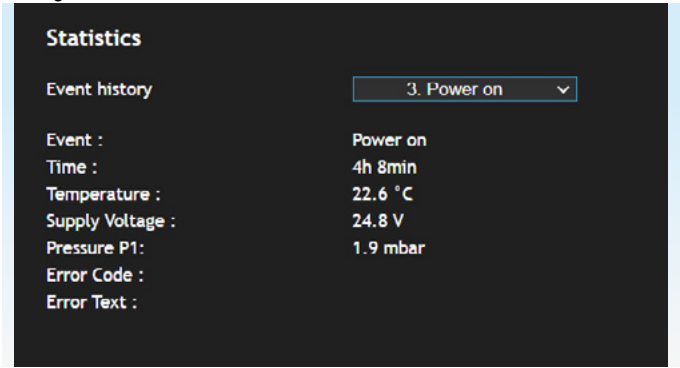 Statistics
Event history 3. Power on
Event : Power on
Time : 4h 8min
Temperature : 22.6 °C
Supply Voltage : 24.8 V
Pressure P1: 1.9 mbar
Error Code :
Error Text :